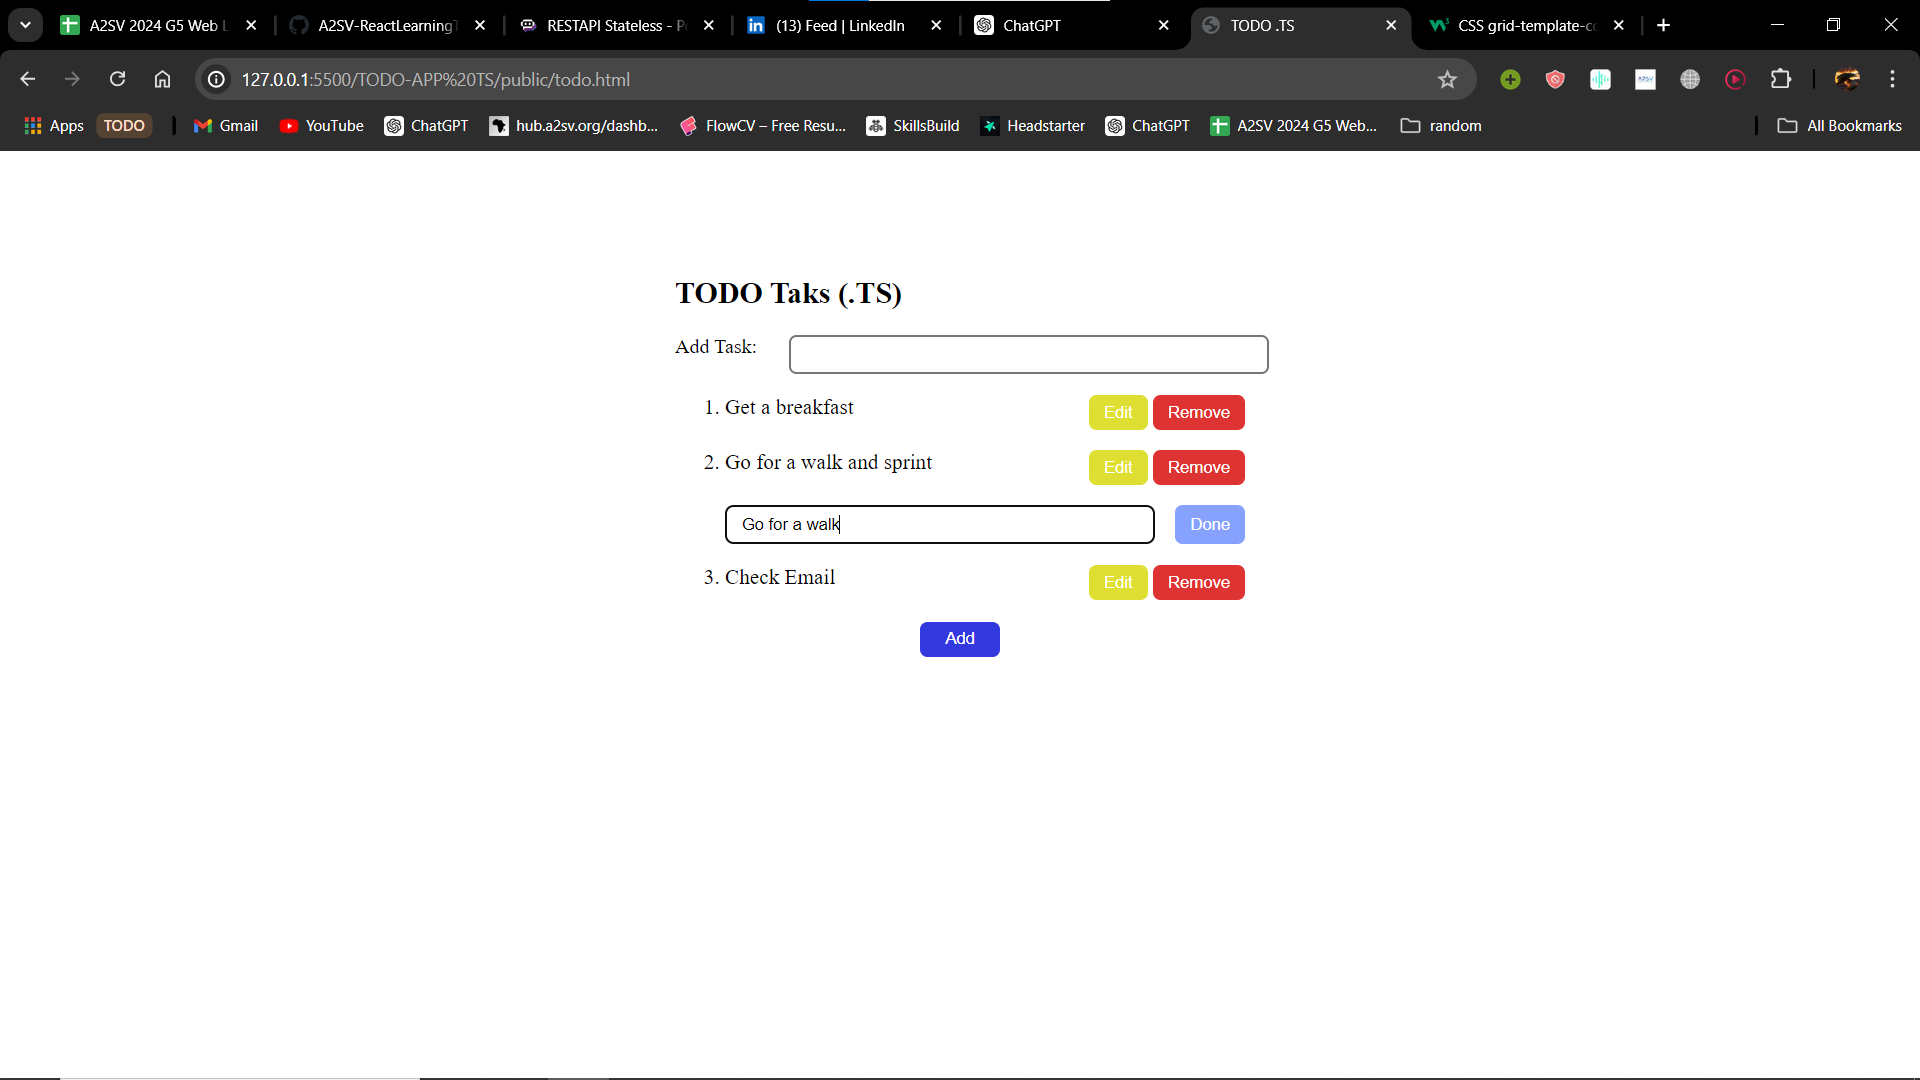 A2SV 2024 G5 Web L
A2SV-ReactLearning
RESTAPI Stateless - P
(13) Feed | LinkedIn
ChatGPT
TODO .TS
CSS grid-template-c
127.0.0.1:5500/TODO-APP%20TS/public/todo.html
Apps
TODO
Gmail
YouTube
ChatGPT
hub.a2sv.org/dashb...
FlowCV – Free Resu...
SkillsBuild
Headstarter
ChatGPT
A2SV 2024 G5 Web...
random
All Bookmarks
TODO Taks (.TS)
Add Task:
1. Get a breakfast Edit Remove
2. Go for a walk and sprint Edit Remove
Go for a walk Done
3. Check Email Edit Remove
Add